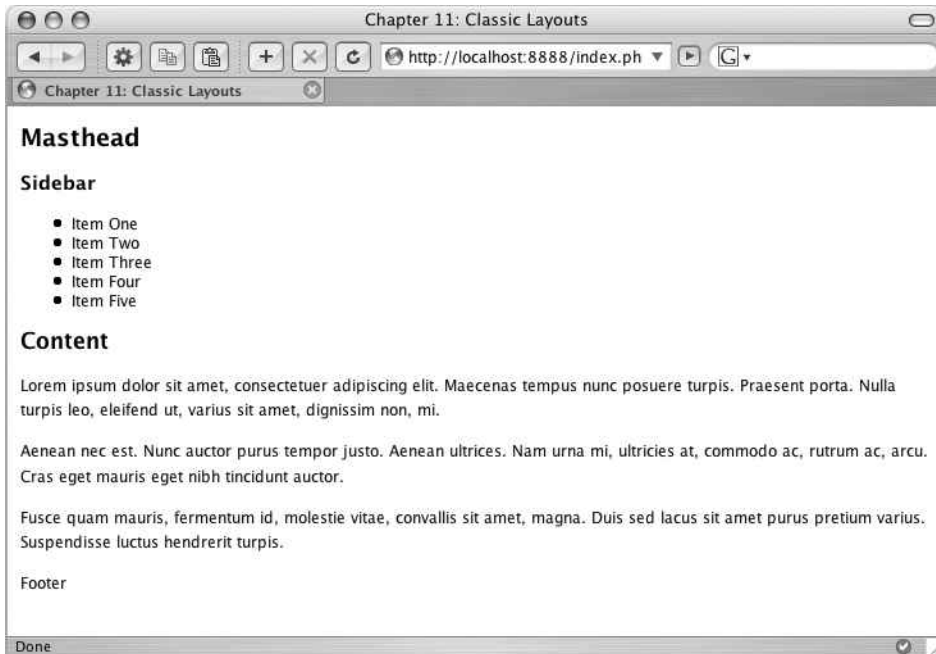 Chapter 11: Classic Layouts
http://localhost:8888/index.ph
G
Chapter 11: Classic Layouts
Masthead
Sidebar
Item One
Item Two
Item Three
Item Four
Item Five
Content
Lorem ipsum dolor sit amet, consectetuer adipiscing elit. Maecenas tempus nunc posuere turpis. Praesent porta. Nulla
turpis leo, eleifend ut, varius sit amet, dignissim non, mi.
Aenean nec est. Nunc auctor purus tempor justo. Aenean ultrices. Nam urna mi, ultricies at, commodo ac, rutrum ac, arcu.
Cras eget mauris eget nibh tincidunt auctor.
Fusce quam mauris, fermentum id, molestie vitae, convallis sit amet, magna. Duis sed lacus sit amet purus pretium varius.
Suspendisse luctus hendrerit turpis.
Footer
Done